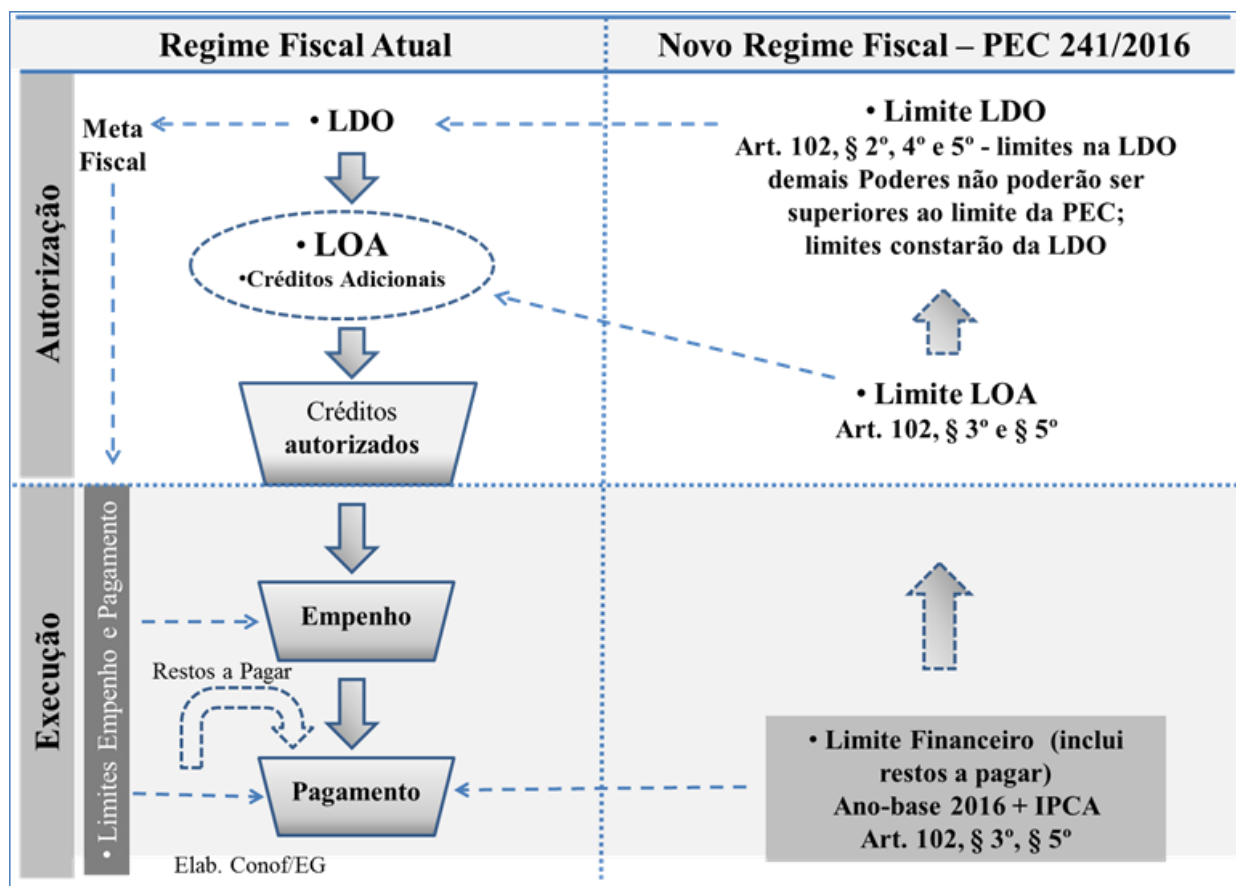 Regime Fiscal Atual
Novo Regime Fiscal – PEC 241/2016
Autorização
Meta
Fiscal
• LDO
• LOA
•Créditos Adicionais
Créditos
autorizados
• Limite LDO
Art. 102, § 2º, 4º e 5º - limites na LDO
demais Poderes não poderão ser
superiores ao limite da PEC;
limites constarão da LDO
• Limite LOA
Art. 102, § 3º e § 5º
Execução
• Limites Empenho e Pagamento
Empenho
Restos a Pagar
Pagamento
Elab. Conof/EG
• Limite Financeiro (inclui
restos a pagar)
Ano-base 2016 + IPCA
Art. 102, § 3º, § 5º